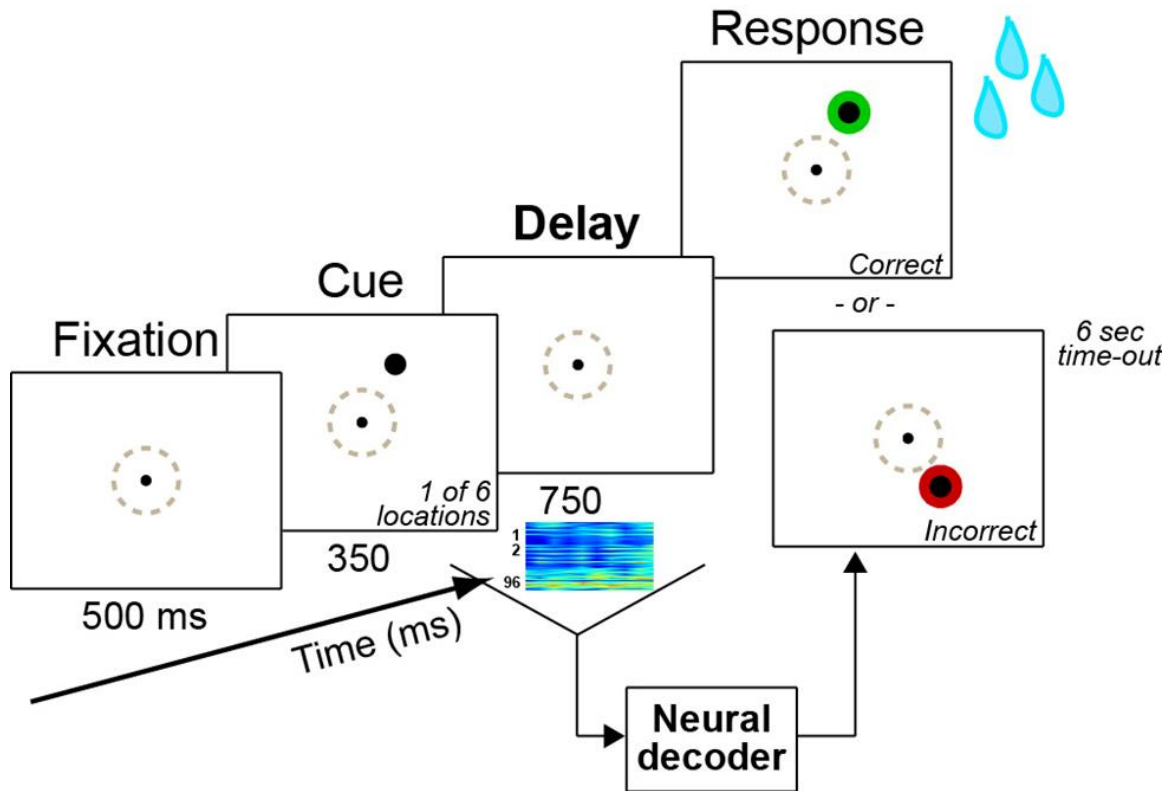 Fixation
500 ms
Cue
1 of 6
locations
350
Delay
750
1
2
96
Time (ms)
Response
Correct
- or -
6 sec
time-out
Incorrect
Neural
decoder